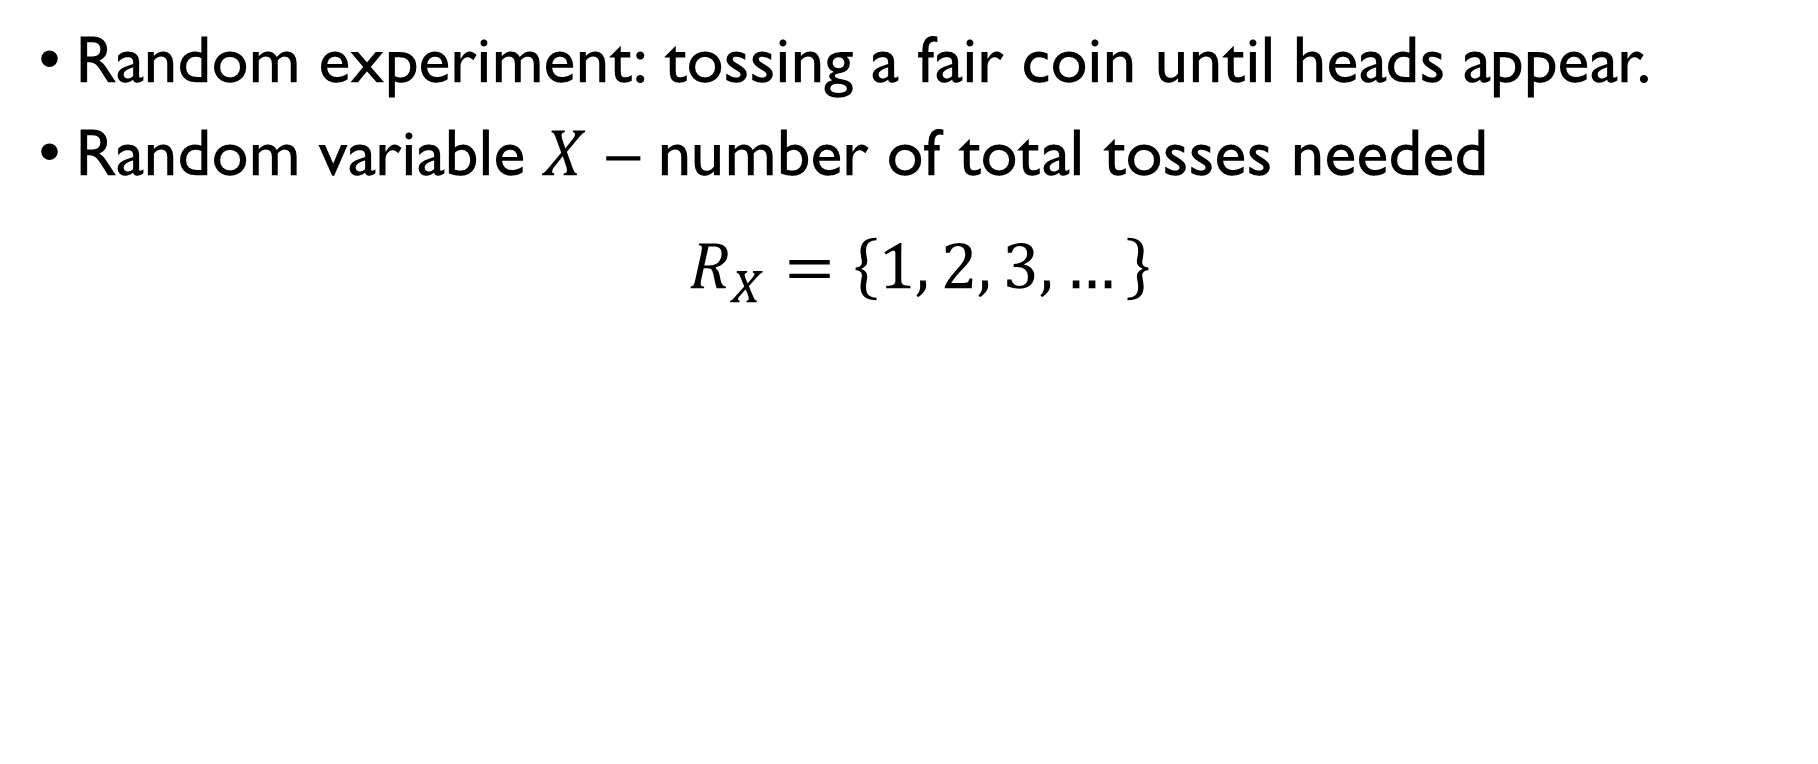 • Random experiment: tossing a fair coin until heads appear.
• Random variable X – number of total tosses needed
R_X = {1, 2, 3, … }